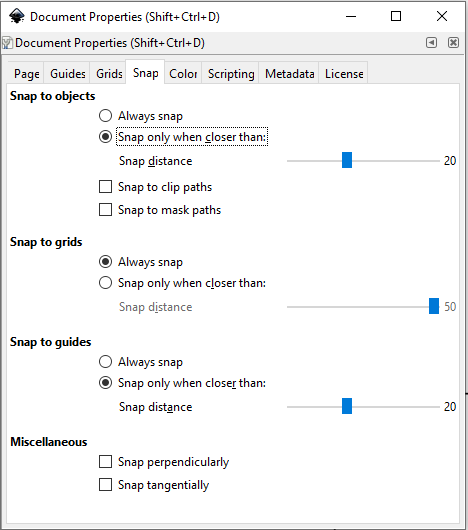 Document Properties (Shift+Ctrl+D)
Document Properties (Shift+Ctrl+D)
Page Guides Grids Snap Color Scripting Metadata License
Snap to objects
Always snap
Snap only when closer than:
Snap distance 20
Snap to clip paths
Snap to mask paths
Snap to grids
Always snap
Snap only when closer than:
Snap distance 50
Snap to guides
Always snap
Snap only when closer than:
Snap distance 20
Miscellaneous
Snap perpendicularly
Snap tangentially